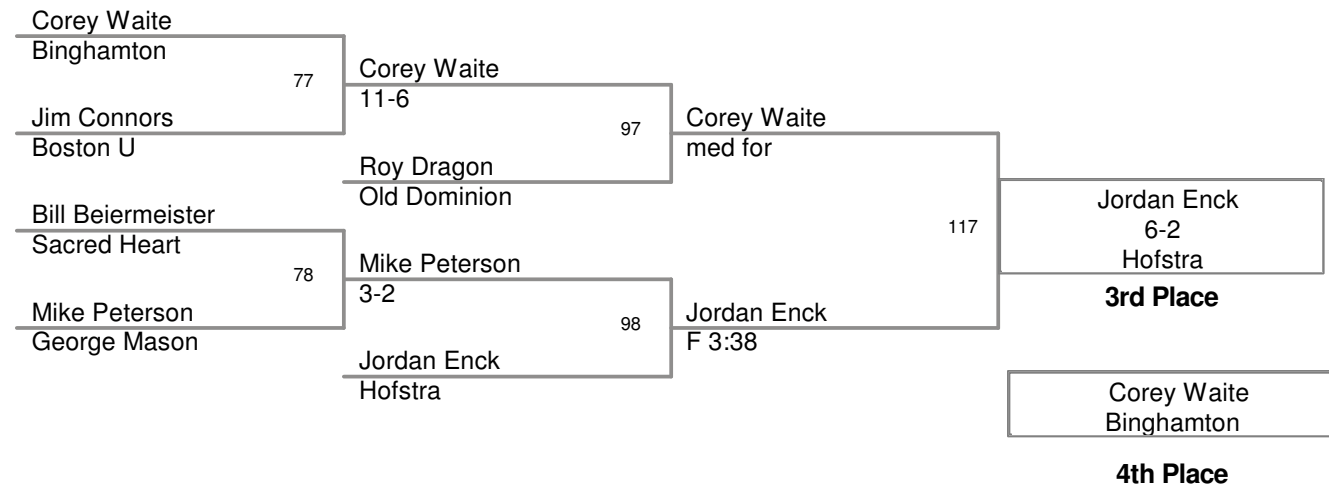 Corey Waite
Binghamton
77
Corey Waite
11-6
Jim Connors
Boston U
97
Corey Waite
med for
Roy Dragon
Old Dominion
Bill Beiermeister
Sacred Heart
78
Mike Peterson
3-2
Mike Peterson
George Mason
98
Jordan Enck
F 3:38
Jordan Enck
Hofstra
117
Jordan Enck
6-2
Hofstra
3rd Place
Corey Waite
Binghamton
4th Place